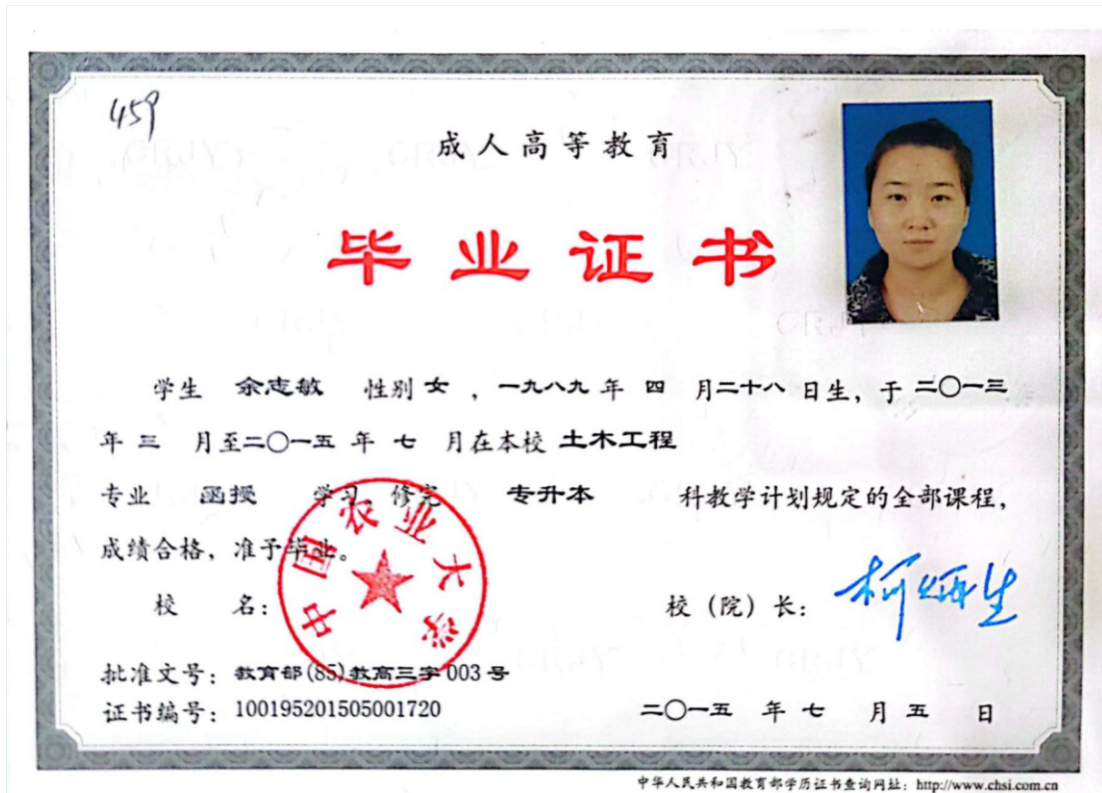 459
成人高等教育
毕业证书
学生 余志敏 性别 女 ，一九八九 年 四 月二十八 日生，于 二〇一三
年 三 月至二〇一五 年 七 月在本校 土木工程
专业 函授 学习，修完 专升本 科教学计划规定的全部课程，
成绩合格，准予毕业。
校 名： 中国农业大学
校（院）长： 柯炳生
批准文号：教育部(85)教高三字003号
证书编号：100195201505001720
二〇一五 年 七 月 五 日
中华人民共和国教育部学历证书查询网址：http://www.chsi.com.cn